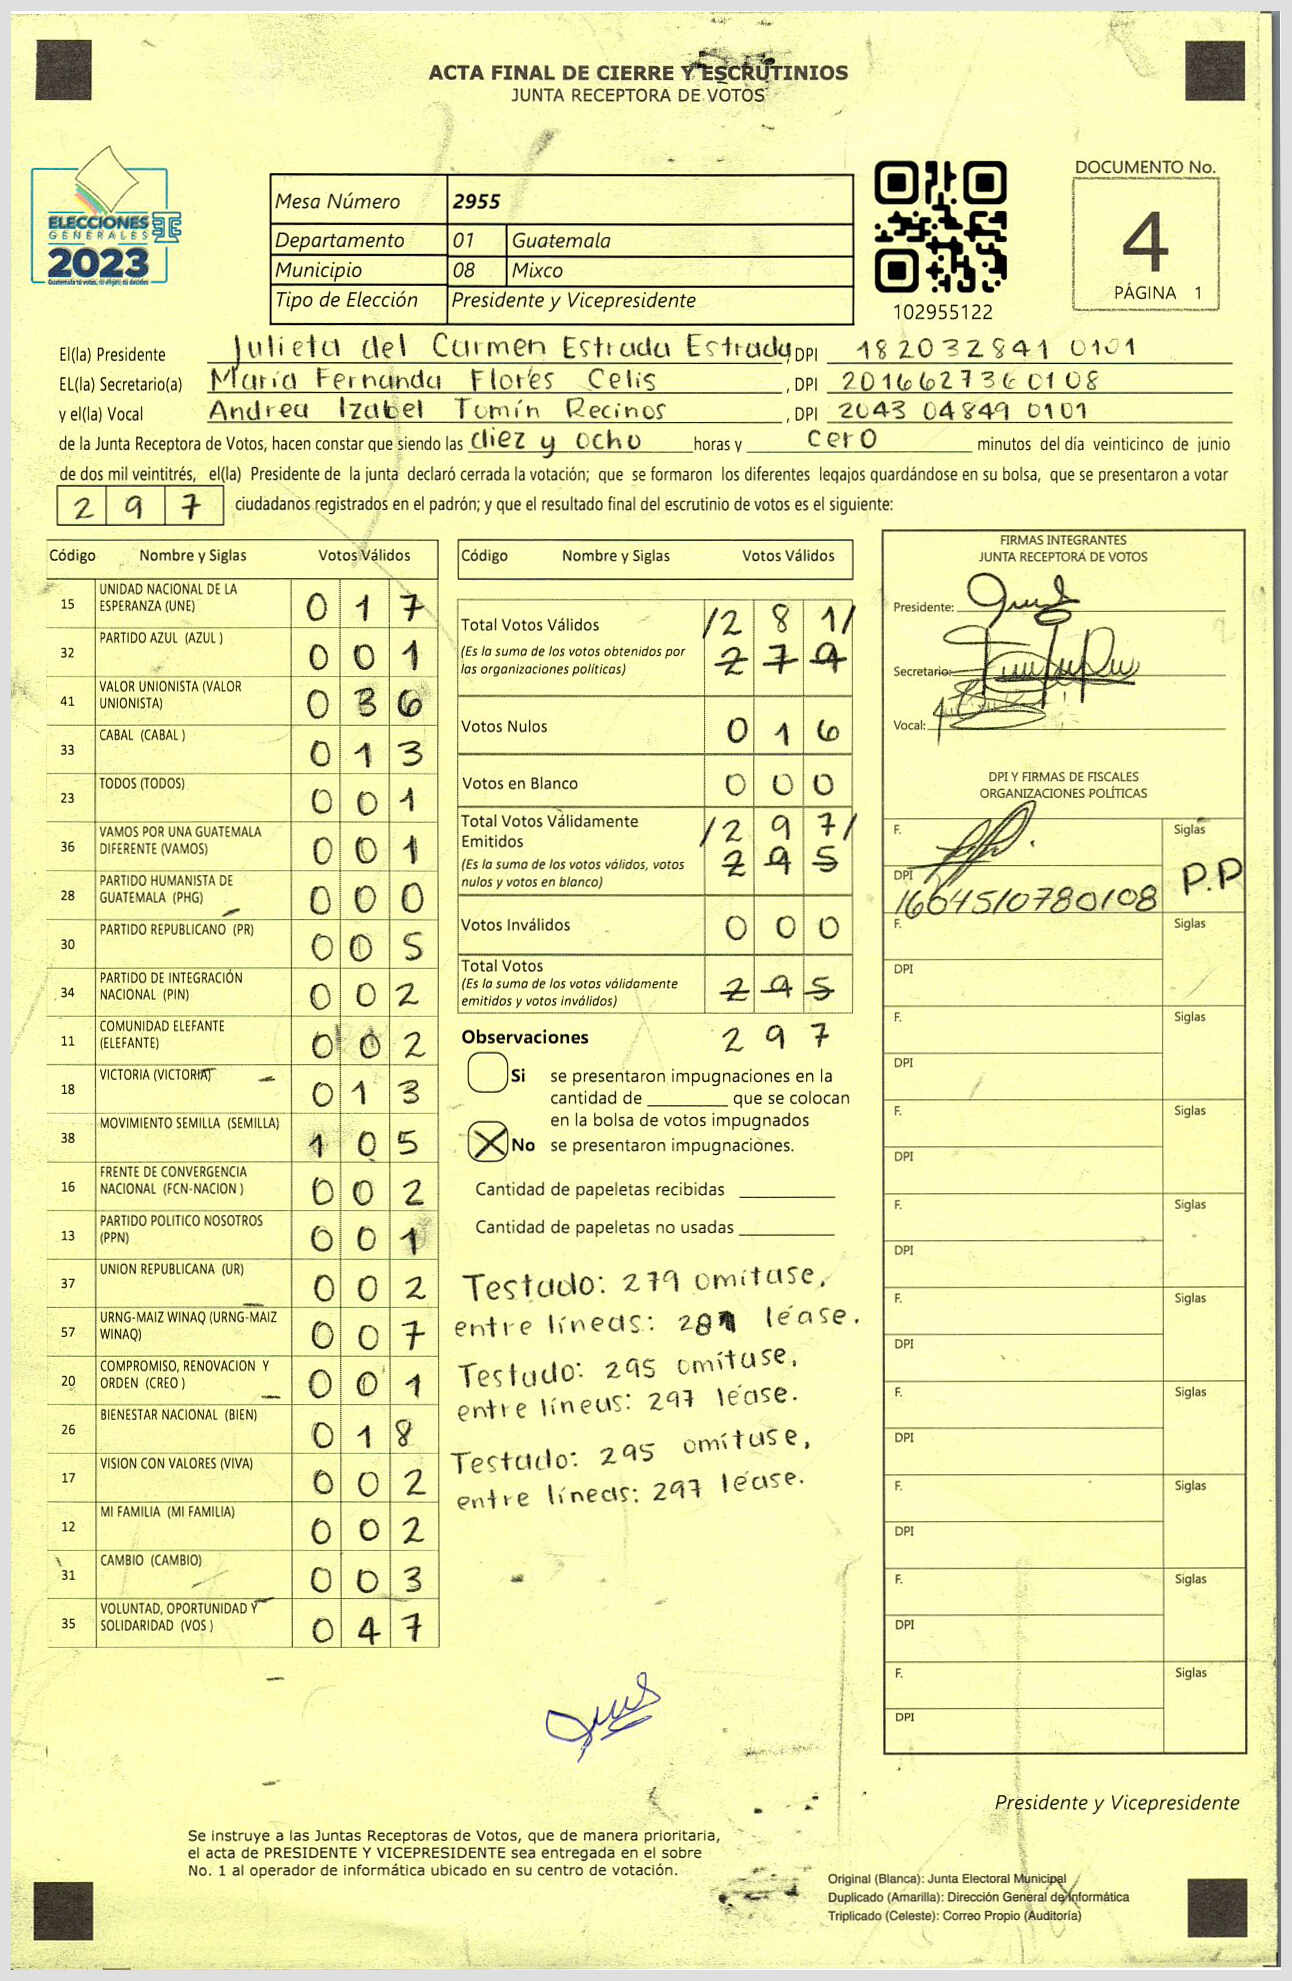 ACTA FINAL DE CIERRE Y ESCRUTINIOS
JUNTA RECEPTORA DE VOTOS
ELECCIONES
GENERALES
2023
Guatemala tú votas, tú eliges, tú decides
Mesa Número 2955
Departamento 01 Guatemala
Municipio 08 Mixco
Tipo de Elección Presidente y Vicepresidente
102955122
DOCUMENTO No.
4
PÁGINA 1
El(la) Presidente Julieta del Carmen Estrada Estrada, DPI 182032841 0101
EL(la) Secretario(a) María Fernanda Flores Celis, DPI 2016627360108
y el(la) Vocal Andrea Izabel Tomín Recinos, DPI 2043 04849 0101
de la Junta Receptora de Votos, hacen constar que siendo las diez y ocho horas y cero minutos del día veinticinco de junio
de dos mil veintitrés, el(la) Presidente de la junta declaró cerrada la votación; que se formaron los diferentes legajos guardándose en su bolsa, que se presentaron a votar
2 9 7 ciudadanos registrados en el padrón; y que el resultado final del escrutinio de votos es el siguiente:
Código Nombre y Siglas Votos Válidos
15 UNIDAD NACIONAL DE LA ESPERANZA (UNE) 0 1 7
32 PARTIDO AZUL (AZUL ) 0 0 1
41 VALOR UNIONISTA (VALOR UNIONISTA) 0 3 6
33 CABAL (CABAL ) 0 1 3
23 TODOS (TODOS) 0 0 1
36 VAMOS POR UNA GUATEMALA DIFERENTE (VAMOS) 0 0 1
28 PARTIDO HUMANISTA DE GUATEMALA (PHG) 0 0 0
30 PARTIDO REPUBLICANO (PR) 0 0 5
34 PARTIDO DE INTEGRACIÓN NACIONAL (PIN) 0 0 2
11 COMUNIDAD ELEFANTE (ELEFANTE) 0 0 2
18 VICTORIA (VICTORIA) 0 1 3
38 MOVIMIENTO SEMILLA (SEMILLA) 1 0 5
16 FRENTE DE CONVERGENCIA NACIONAL (FCN-NACION ) 0 0 2
13 PARTIDO POLITICO NOSOTROS (PPN) 0 0 1
37 UNION REPUBLICANA (UR) 0 0 2
57 URNG-MAIZ WINAQ (URNG-MAIZ WINAQ) 0 0 7
20 COMPROMISO, RENOVACION Y ORDEN (CREO ) 0 0 1
26 BIENESTAR NACIONAL (BIEN) 0 1 8
17 VISION CON VALORES (VIVA) 0 0 2
12 MI FAMILIA (MI FAMILIA) 0 0 2
31 CAMBIO (CAMBIO) 0 0 3
35 VOLUNTAD, OPORTUNIDAD Y SOLIDARIDAD (VOS ) 0 4 7
Código Nombre y Siglas Votos Válidos
Total Votos Válidos /2 8 1/
(Es la suma de los votos obtenidos por las organizaciones políticas) 2 7 9
Votos Nulos 0 1 6
Votos en Blanco 0 0 0
Total Votos Válidamente Emitidos /2 9 7/
(Es la suma de los votos válidos, votos nulos y votos en blanco) 2 9 5
Votos Inválidos 0 0 0
Total Votos
(Es la suma de los votos válidamente emitidos y votos inválidos) 2 9 5
Observaciones 2 9 7
Si se presentaron impugnaciones en la
cantidad de ________ que se colocan
en la bolsa de votos impugnados
X No se presentaron impugnaciones.
Cantidad de papeletas recibidas
Cantidad de papeletas no usadas
Testado: 279 omitase,
entre líneas: 281 léase.
Testado: 295 omítase,
entre líneas: 297 léase.
Testado: 295 omítase,
entre líneas: 297 léase.
FIRMAS INTEGRANTES
JUNTA RECEPTORA DE VOTOS
Presidente:
Secretario:
Vocal:
DPI Y FIRMAS DE FISCALES
ORGANIZACIONES POLÍTICAS
F. Siglas
DPI 1604510780108 P.P
F. Siglas
DPI
F. Siglas
DPI
F. Siglas
DPI
F. Siglas
DPI
F. Siglas
DPI
F. Siglas
DPI
F. Siglas
DPI
F. Siglas
DPI
F. Siglas
DPI
Presidente y Vicepresidente
Se instruye a las Juntas Receptoras de Votos, que de manera prioritaria,
el acta de PRESIDENTE Y VICEPRESIDENTE sea entregada en el sobre
No. 1 al operador de informática ubicado en su centro de votación.
Original (Blanca): Junta Electoral Municipal
Duplicado (Amarilla): Dirección General de Informática
Triplicado (Celeste): Correo Propio (Auditoría)